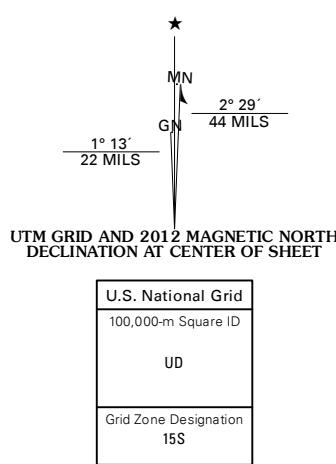 MN
2° 29´
44 MILS
GN
1° 13´
22 MILS
UTM GRID AND 2012 MAGNETIC NORTH
DECLINATION AT CENTER OF SHEET
U.S. National Grid
100,000-m Square ID
UD
Grid Zone Designation
15S